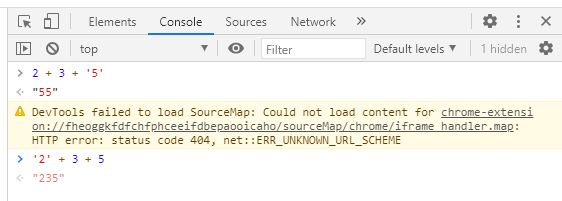 Elements Console Sources Network
top Filter Default levels 1 hidden
2 + 3 + '5'
"55"
DevTools failed to load SourceMap: Could not load content for chrome-extensi
on://fheoggkfdfchfphceeifdbepaooicaho/sourceMap/chrome/iframe_handler.map:
HTTP error: status code 404, net::ERR_UNKNOWN_URL_SCHEME
'2' + 3 + 5
"235"